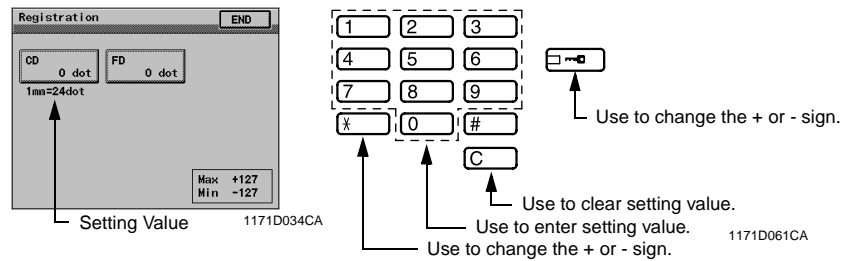 Registration
END
CD
0 dot
FD
0 dot
1mm=24dot
Max +127
Min -127
Setting Value
1171D034CA
1
2
3
4
5
6
7
8
9
*
0
#
C
Use to change the + or - sign.
Use to clear setting value.
Use to enter setting value.
Use to change the + or - sign.
1171D061CA